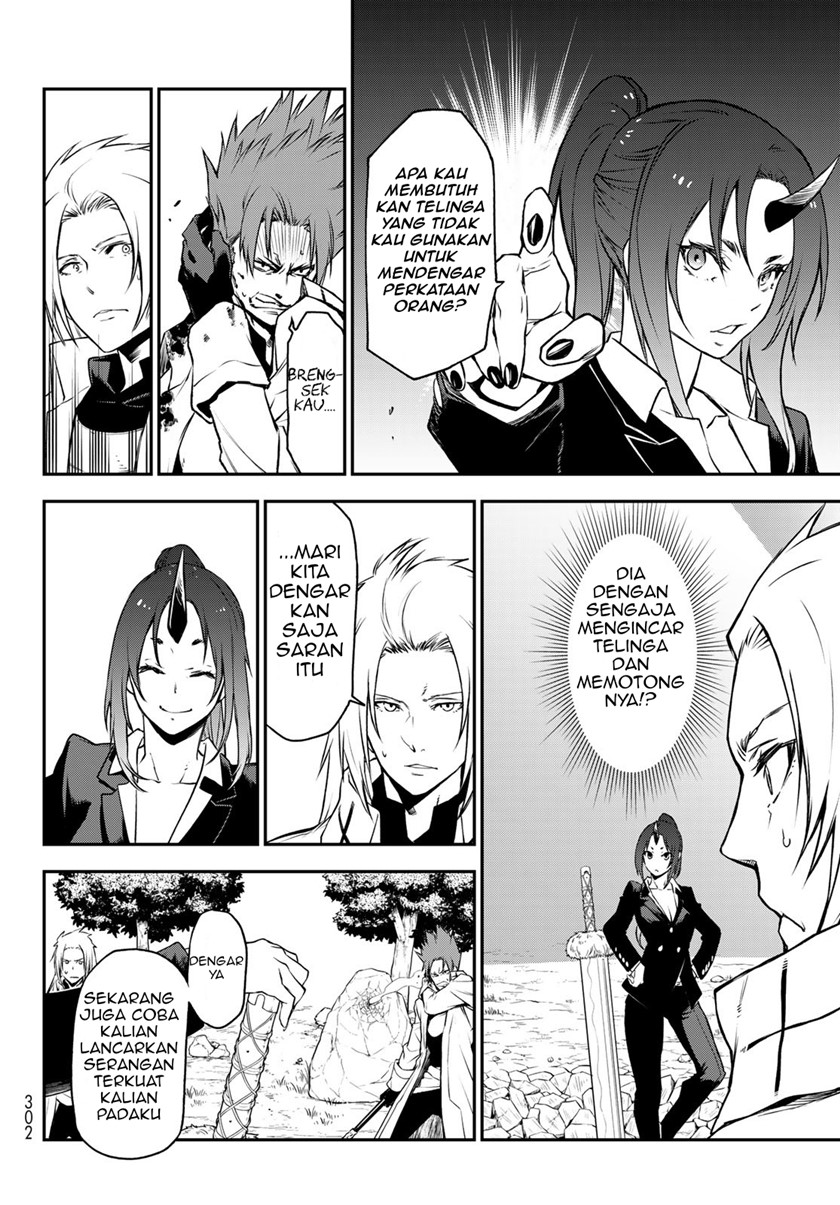 APA KAU
MEMBUTUH
KAN TELINGA
YANG TIDAK
KAU GUNAKAN
UNTUK
MENDENGAR
PERKATAAN
ORANG?
BRENG-
SEK
KAU....
DIA
DENGAN
SENGAJA
MENGINCAR
TELINGA
DAN
MEMOTONG
NYA!?
...MARI
KITA
DENGAR
KAN
SAJA
SARAN
ITU
DENGAR
YA
SEKARANG
JUGA COBA
KALIAN
LANCARKAN
SERANGAN
TERKUAT
KALIAN
PADAKU
302